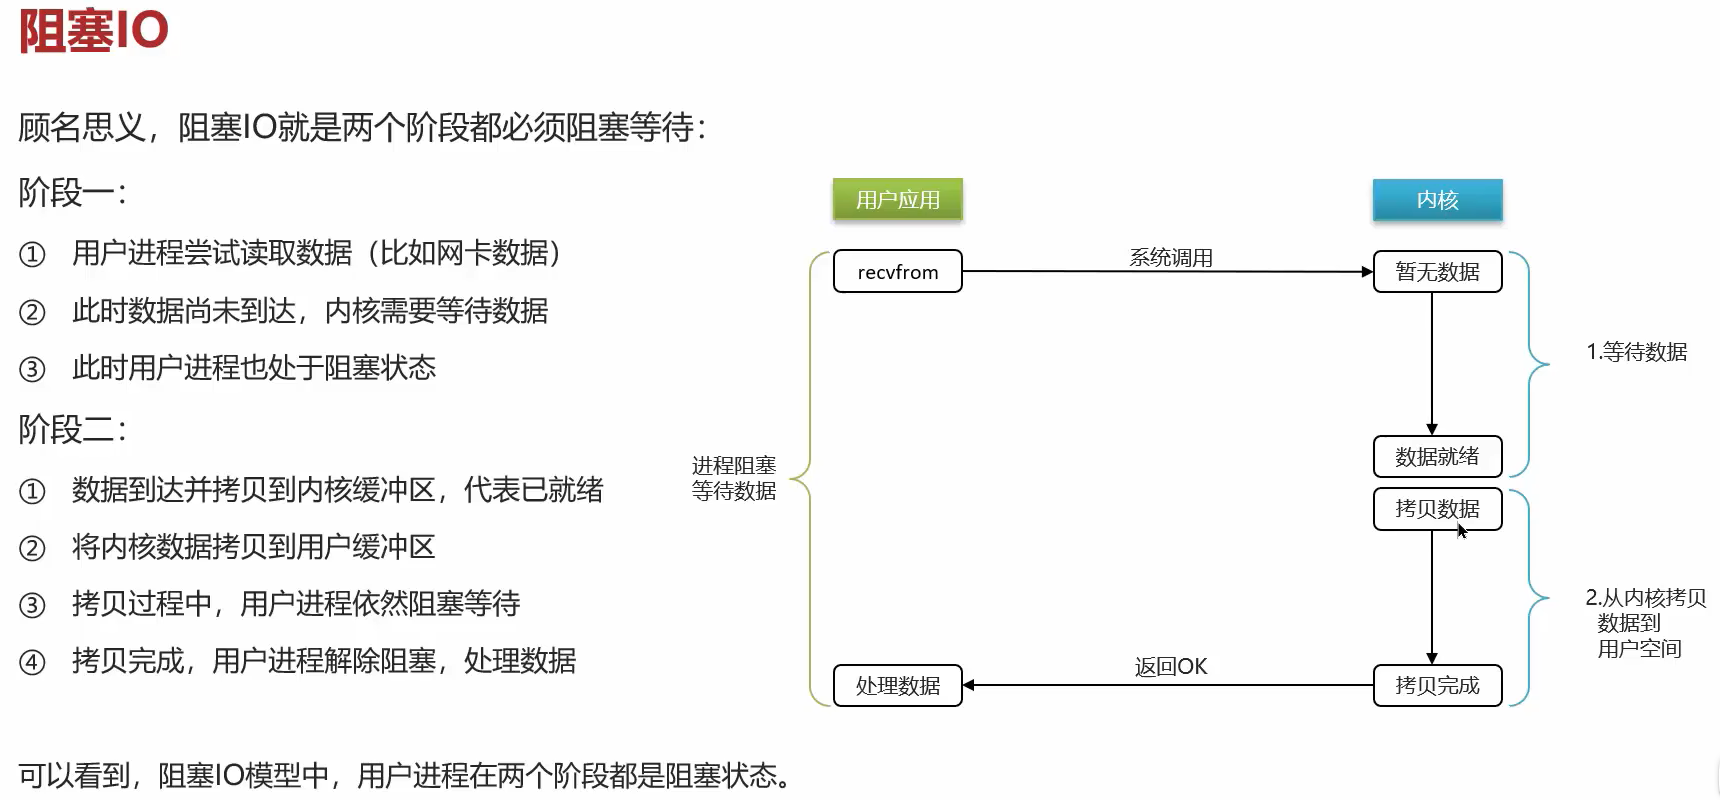 阻塞IO
顾名思义，阻塞IO就是两个阶段都必须阻塞等待：
阶段一：
① 用户进程尝试读取数据（比如网卡数据）
② 此时数据尚未到达，内核需要等待数据
③ 此时用户进程也处于阻塞状态
阶段二：
① 数据到达并拷贝到内核缓冲区，代表已就绪
② 将内核数据拷贝到用户缓冲区
③ 拷贝过程中，用户进程依然阻塞等待
④ 拷贝完成，用户进程解除阻塞，处理数据
可以看到，阻塞IO模型中，用户进程在两个阶段都是阻塞状态。
用户应用
内核
recvfrom
系统调用
暂无数据
1.等待数据
数据就绪
进程阻塞
等待数据
拷贝数据
2.从内核拷贝
数据到
用户空间
处理数据
返回OK
拷贝完成